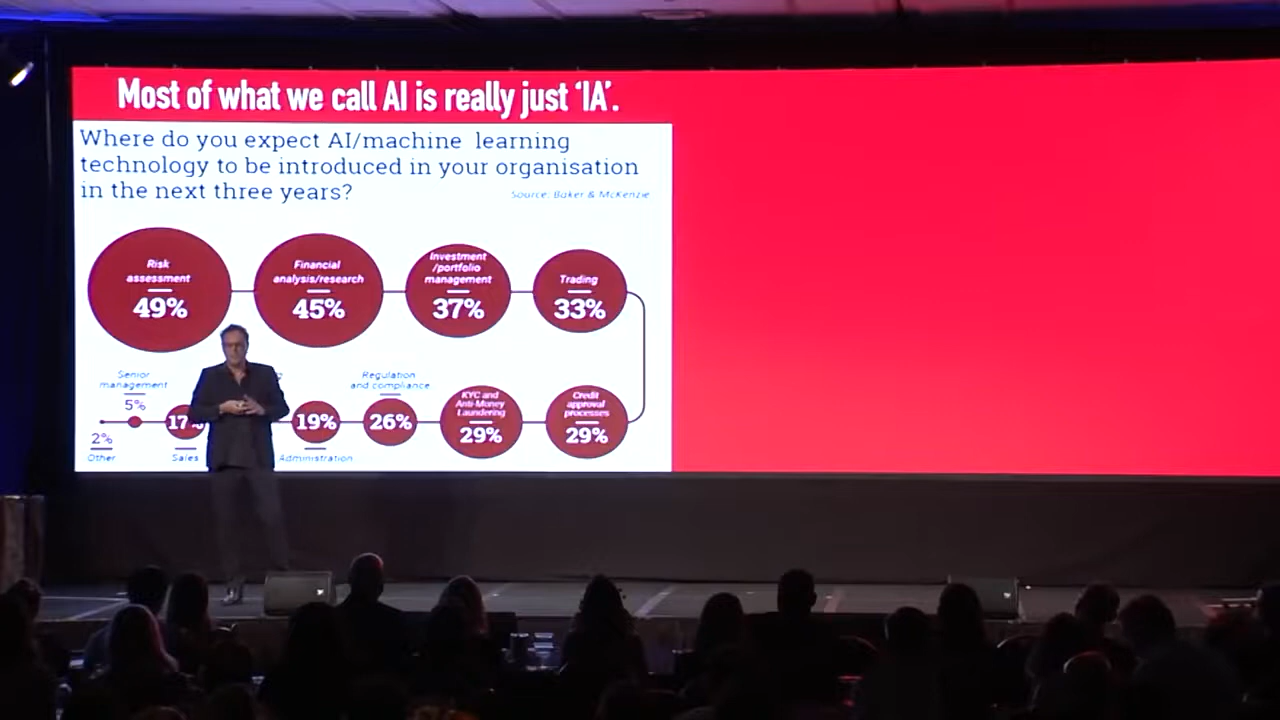 Most of what we call AI is really just ‘IA’.
Where do you expect AI/machine learning
technology to be introduced in your organisation
in the next three years?
Source: Baker & McKenzie
Risk
assessment
49%
Financial
analysis/research
45%
Investment
/portfolio
management
37%
Trading
33%
Senior
management
5%
2%
Other
Sales
19%
Administration
Regulation
and compliance
26%
KYC and
Anti-Money
Laundering
29%
Credit
approval
processes
29%